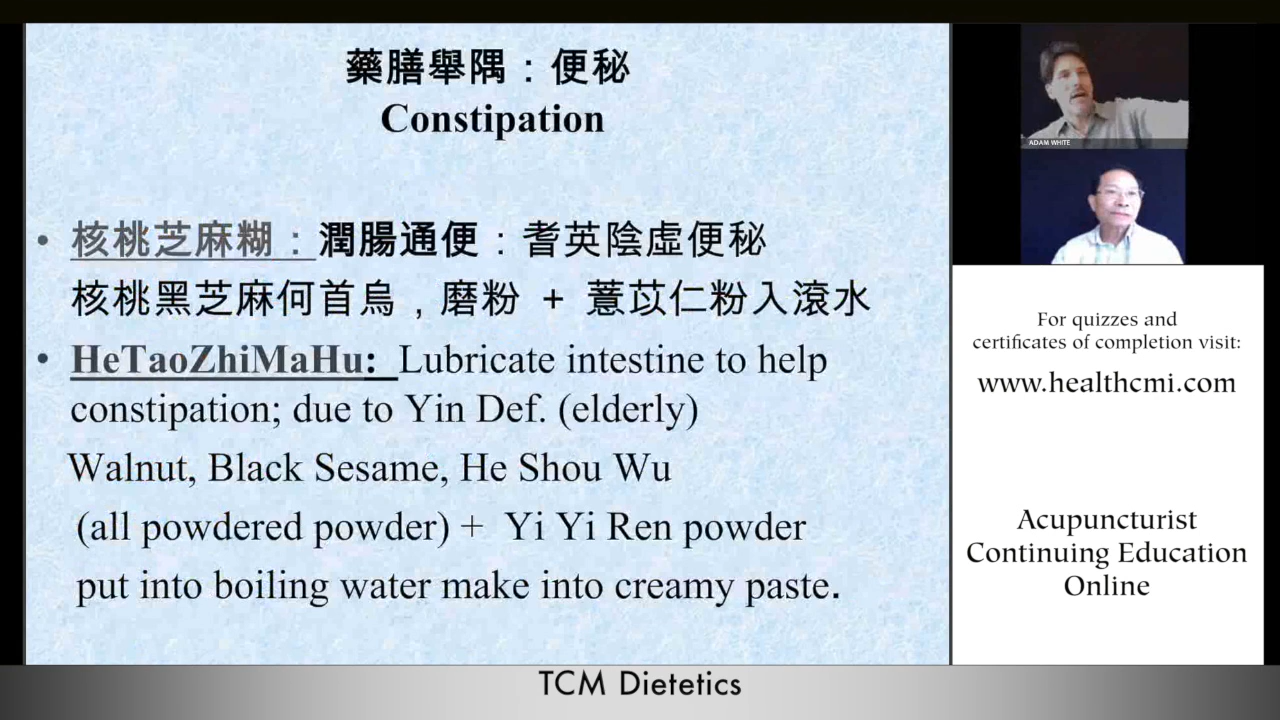 藥膳舉隅：便秘
Constipation
• 核桃芝麻糊：潤腸通便：耆英陰虛便秘
核桃黑芝麻何首烏，磨粉 + 薏苡仁粉入滾水
• HeTaoZhiMaHu: Lubricate intestine to help
constipation; due to Yin Def. (elderly)
Walnut, Black Sesame, He Shou Wu
(all powdered powder) + Yi Yi Ren powder
put into boiling water make into creamy paste.
ADAM WHITE
For quizzes and
certificates of completion visit:
www.healthcmi.com
Acupuncturist
Continuing Education
Online
TCM Dietetics